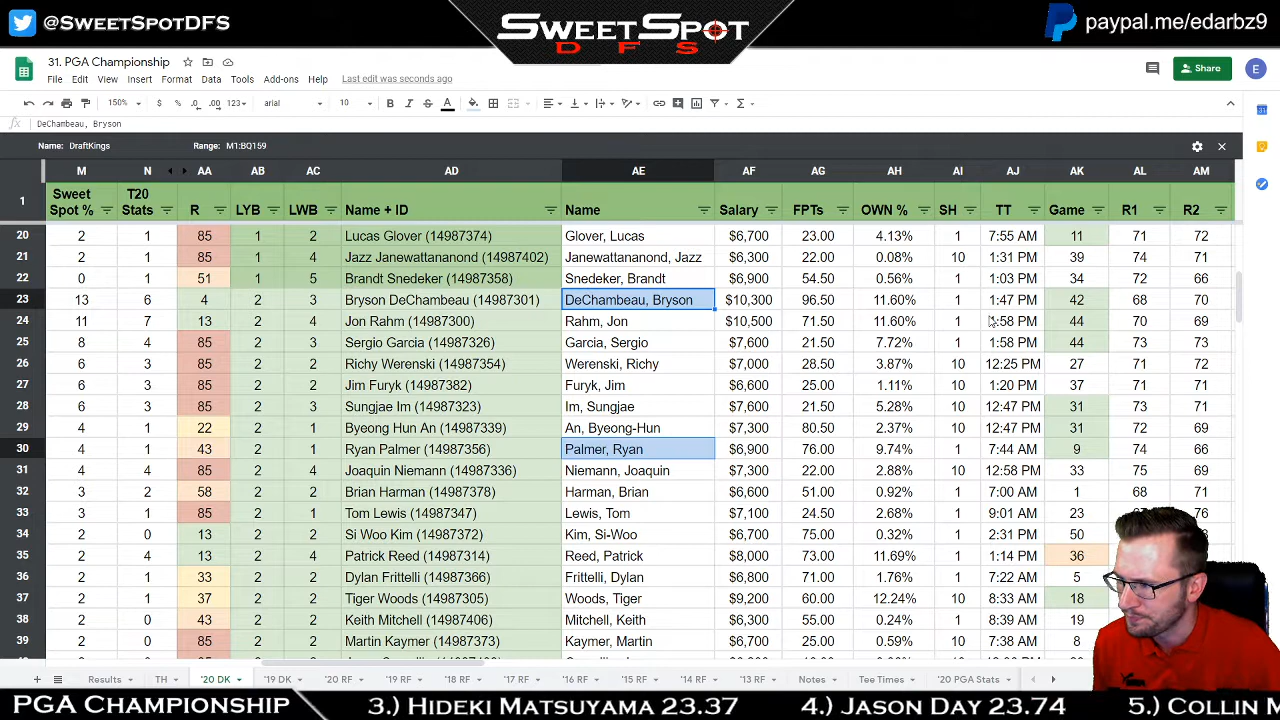 @SWEETSPOTDFS
SWEETSPOT
DFS
paypal.me/edarbz9
31. PGA Championship
File Edit View Insert Format Data Tools Add-ons Help Last edit was seconds ago
Share
E
150% $ % .0 .00 123 arial 10 B I S A
fx DeChambeau, Bryson
Name: DraftKings Range: M1:BQ159
M N AA AB AC AD AE AF AG AH AI AJ AK AL AM
1 Sweet Spot % T20 Stats R LYB LWB Name + ID Name Salary FPTs OWN % SH TT Game R1 R2
20 2 1 85 1 2 Lucas Glover (14987374) Glover, Lucas $6,700 23.00 4.13% 1 7:55 AM 11 71 72
21 2 1 85 1 4 Jazz Janewattananond (14987402) Janewattananond, Jazz $6,300 22.00 0.08% 10 1:31 PM 39 74 71
22 0 1 51 1 5 Brandt Snedeker (14987358) Snedeker, Brandt $6,900 54.50 0.56% 1 1:03 PM 34 72 66
23 13 6 4 2 3 Bryson DeChambeau (14987301) DeChambeau, Bryson $10,300 96.50 11.60% 1 1:47 PM 42 68 70
24 11 7 13 2 4 Jon Rahm (14987300) Rahm, Jon $10,500 71.50 11.60% 1 :58 PM 44 70 69
25 8 4 85 2 4 Sergio Garcia (14987326) Garcia, Sergio $7,600 21.50 7.72% 1 1:58 PM 44 73 73
26 6 3 85 2 2 Richy Werenski (14987354) Werenski, Richy $7,000 28.50 3.87% 1 12:25 PM 27 71 72
27 6 3 85 2 2 Jim Furyk (14987382) Furyk, Jim $6,600 25.00 1.11% 10 1:20 PM 37 71 71
28 6 3 85 2 3 Sungjae Im (14987323) Im, Sungjae $7,600 21.50 5.28% 10 12:47 PM 31 73 71
29 4 1 22 2 1 Byeong Hun An (14987339) An, Byeong-Hun $7,300 80.50 2.37% 10 12:47 PM 31 72 69
30 4 1 43 2 1 Ryan Palmer (14987356) Palmer, Ryan $6,900 76.00 9.74% 1 7:44 AM 9 74 66
31 4 4 85 2 4 Joaquin Niemann (14987336) Niemann, Joaquin $7,300 22.00 2.88% 10 12:58 PM 33 75 69
32 3 2 58 2 1 Brian Harman (14987378) Harman, Brian $6,600 51.00 0.92% 1 7:00 AM 1 68 71
33 3 1 85 2 1 Tom Lewis (14987347) Lewis, Tom $7,100 24.50 2.68% 1 9:01 AM 23 76
34 2 0 13 2 2 Si Woo Kim (14987372) Kim, Si-Woo $6,700 75.00 0.32% 1 2:31 PM 50
35 2 4 13 2 4 Patrick Reed (14987314) Reed, Patrick $8,000 73.00 11.69% 1 1:14 PM 36
36 2 1 33 2 2 Dylan Frittelli (14987366) Frittelli, Dylan $6,800 71.00 1.76% 1 7:22 AM 5
37 2 1 37 2 2 Tiger Woods (14987305) Woods, Tiger $9,200 60.00 12.24% 1 8:33 AM 18
38 2 0 43 2 2 Keith Mitchell (14987406) Mitchell, Keith $6,300 55.00 0.24% 1 8:39 AM 19
39 2 1 85 2 2 Martin Kaymer (14987373) Kaymer, Martin $6,700 25.00 0.59% 10 7:38 AM 8
Results TH '20 DK '19 DK '20 RF '19 RF '18 RF '17 RF '16 RF '15 RF '14 RF '13 RF Notes Tee Times '20 PGA Stats
PGA CHAMPIONSHIP 3.) HIDEKI MATSUYAMA 23.37 4.) JASON DAY 23.74 5.) COLLIN M